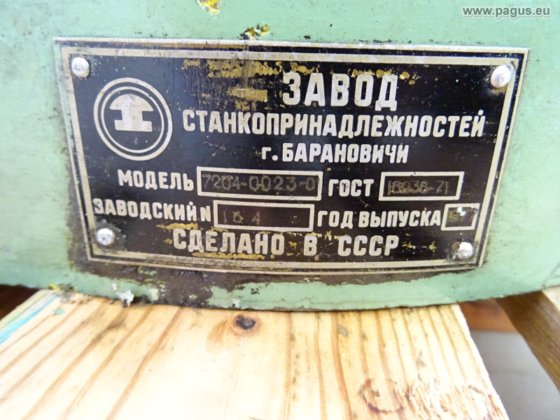 www.pagus.eu
ЗАВОД
СТАНКОПРИНАДЛЕЖНОСТЕЙ
г. БАРАНОВИЧИ
МОДЕЛЬ 7204-0023-0 ГОСТ 16936-71
ЗАВОДСКИЙ N 164 ГОД ВЫПУСКА
СДЕЛАНО В СССР